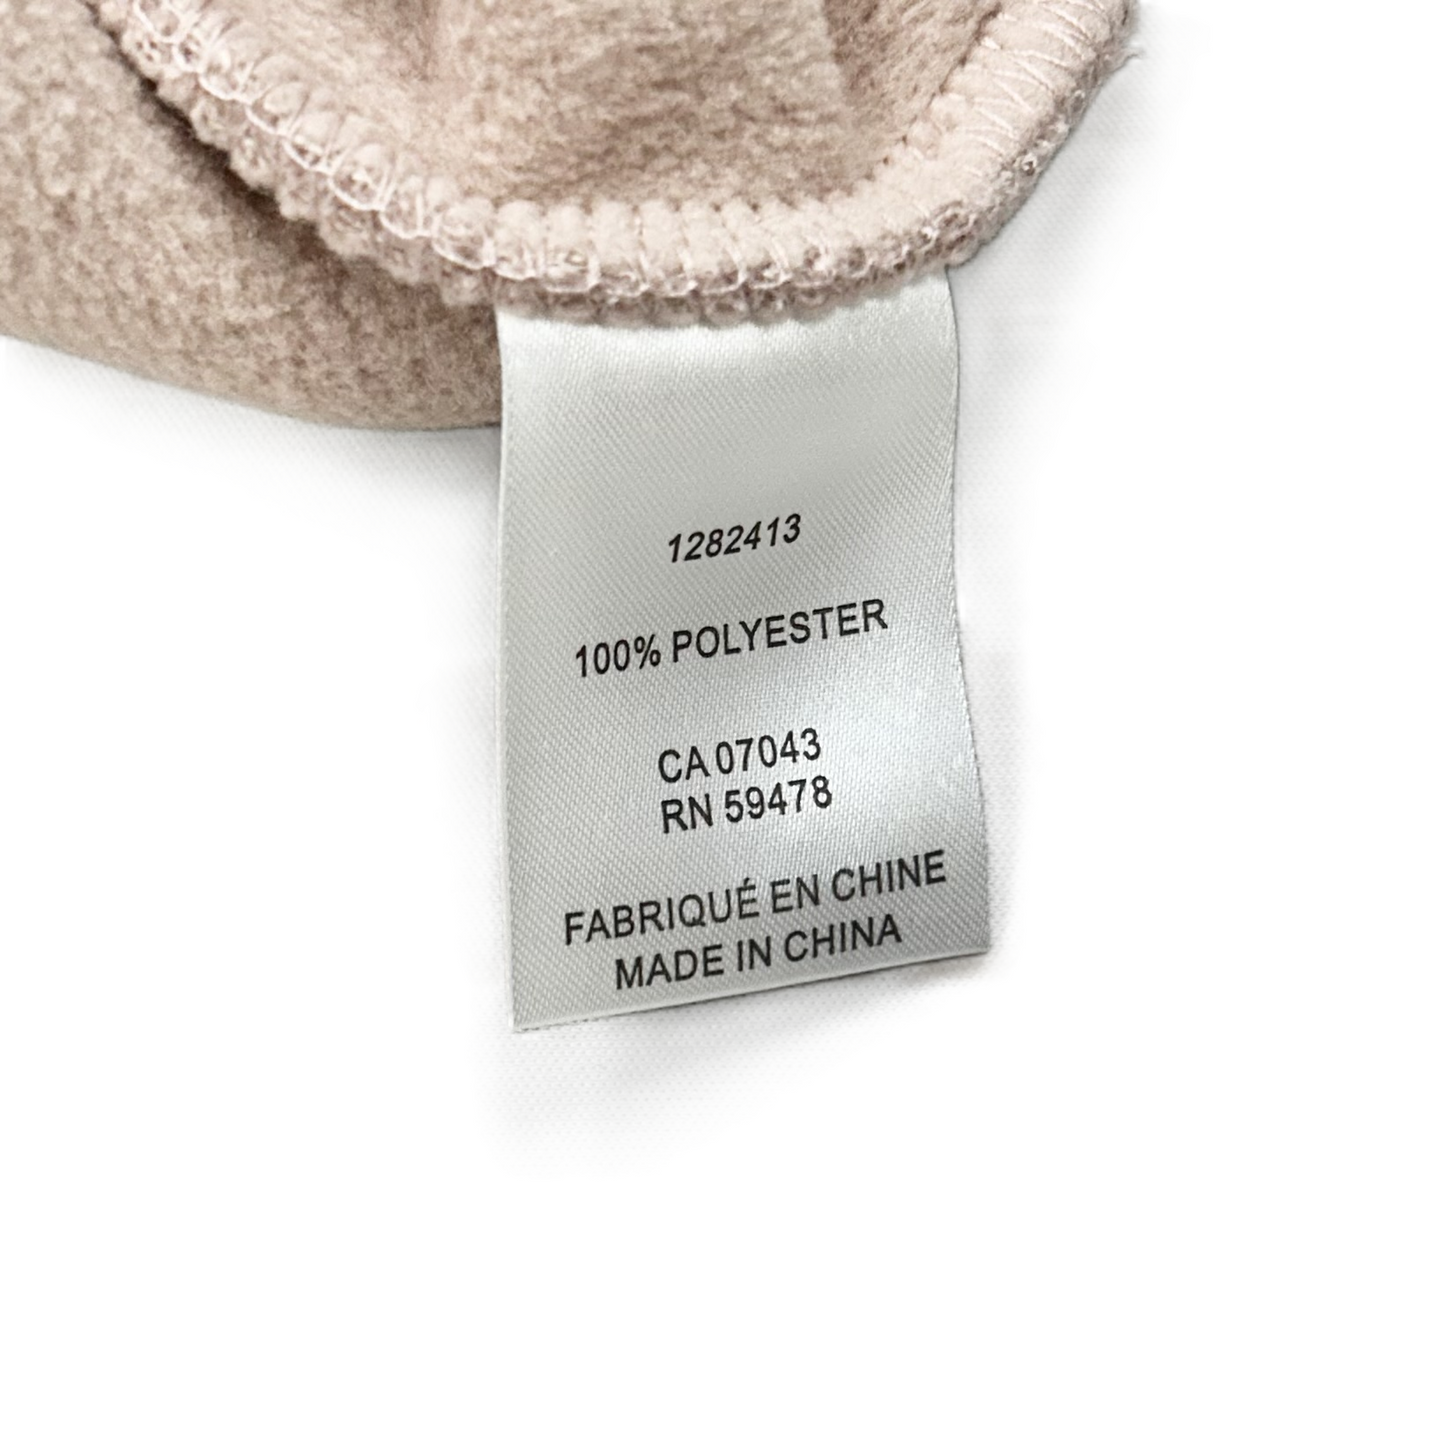 1282413
100% POLYESTER
CA 07043
RN 59478
FABRIQUÉ EN CHINE
MADE IN CHINA